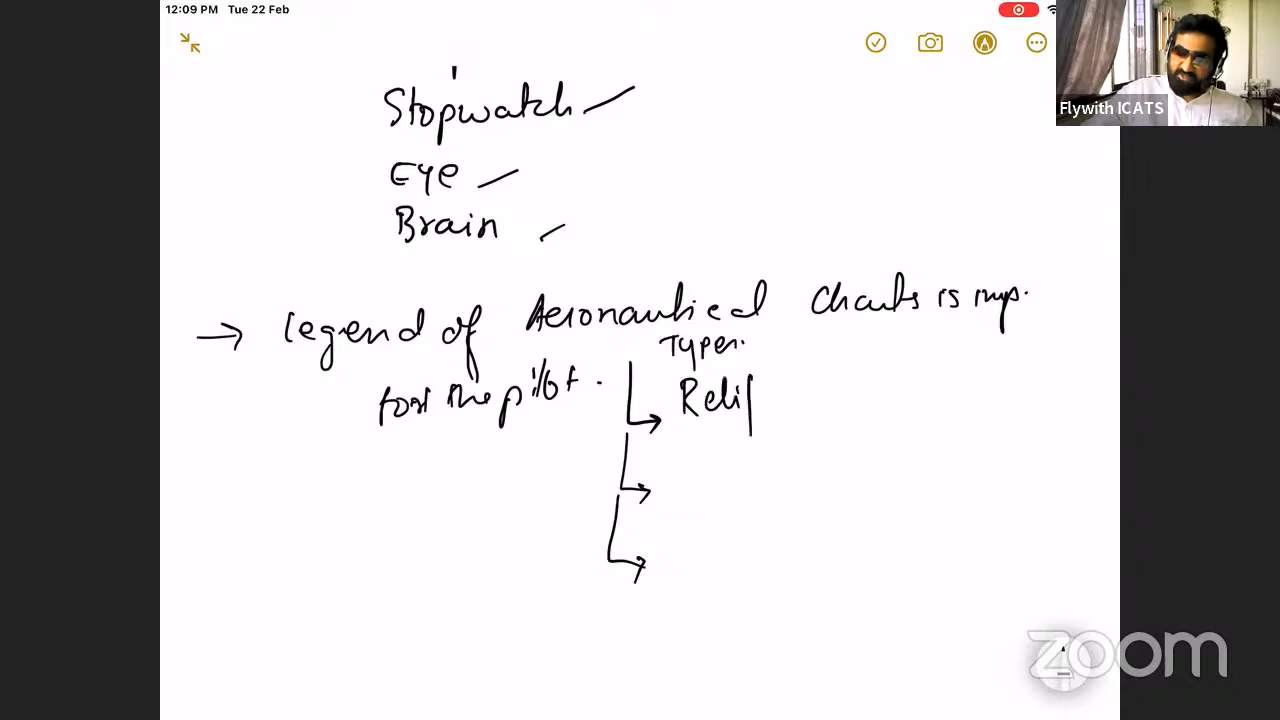 12:09 PM Tue 22 Feb
Flywith ICATS
Stopwatch
Eye
Brain
→ legend of Aeronautical Charts is imp.
for the pilot.
Types.
Relif
zoom